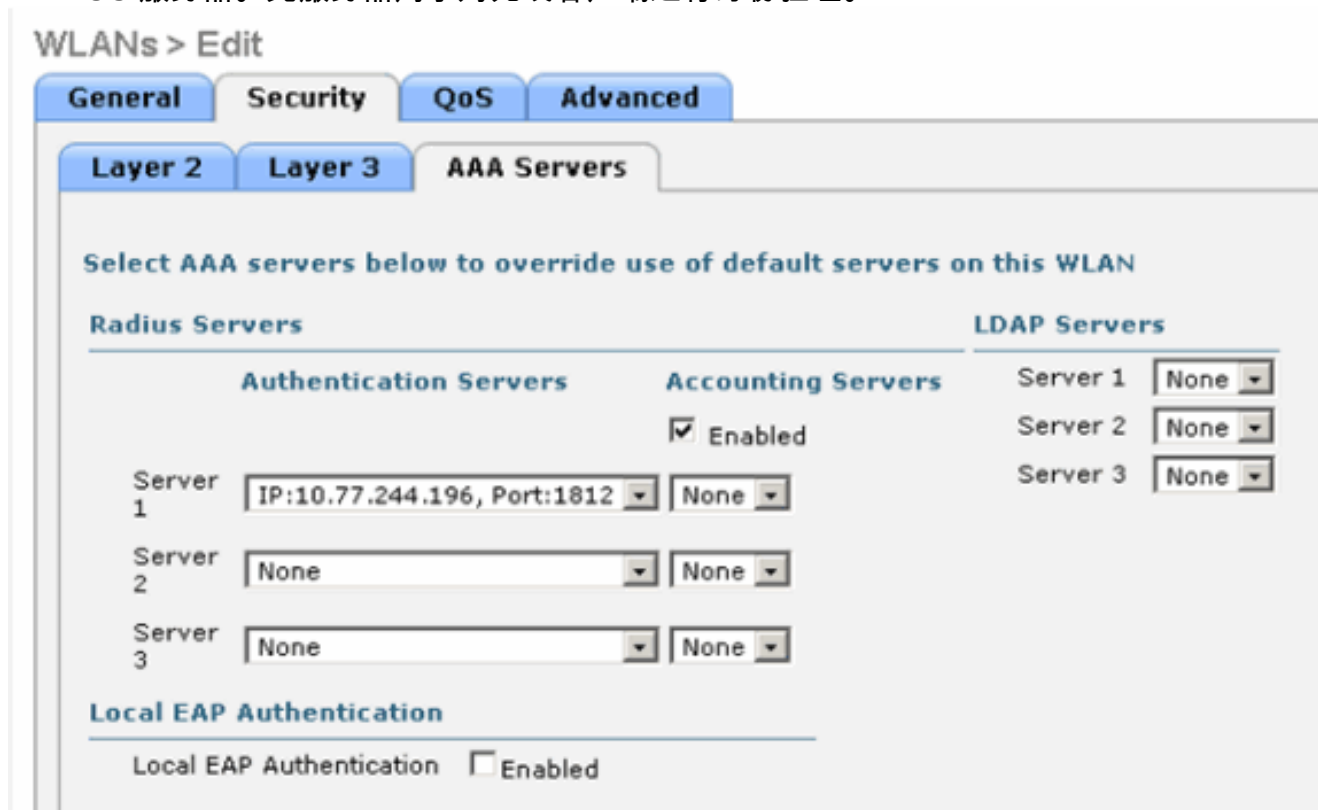 WLANs > Edit
General Security QoS Advanced
Layer 2 Layer 3 AAA Servers
Select AAA servers below to override use of default servers on this WLAN
Radius Servers LDAP Servers
Authentication Servers Accounting Servers Server 1 None
Enabled Server 2 None
Server 1 IP:10.77.244.196, Port:1812 None Server 3 None
Server 2 None None
Server 3 None None
Local EAP Authentication
Local EAP Authentication Enabled